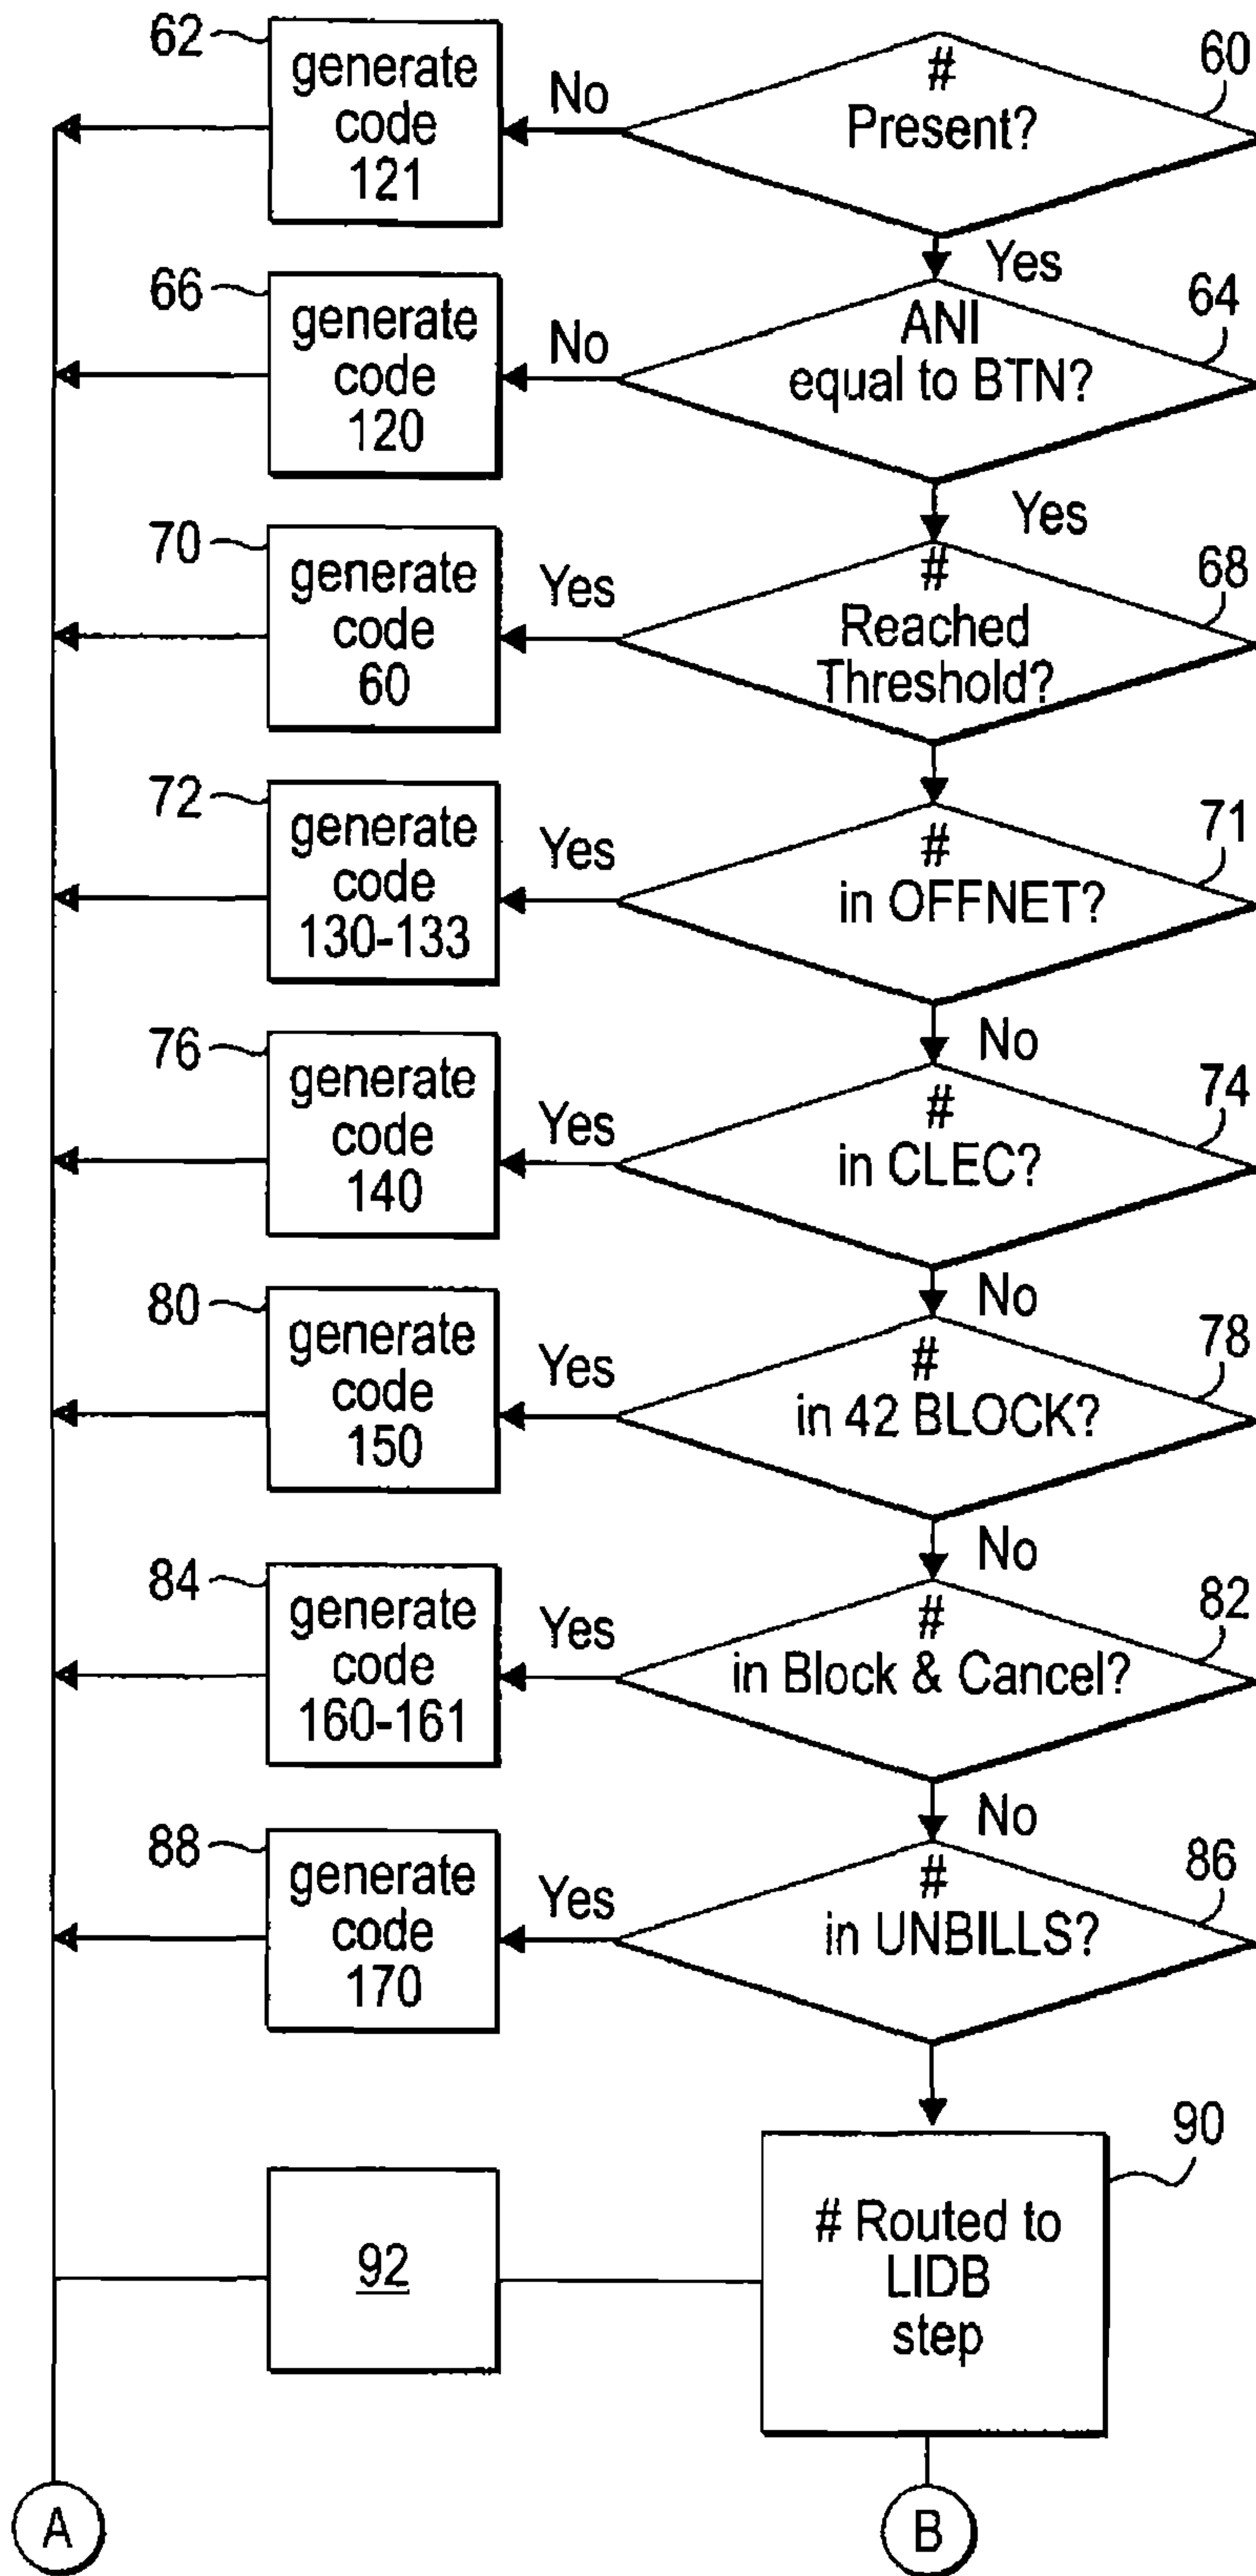 62
generate
code
121
No
#
Present?
60
Yes
66
generate
code
120
No
ANI
equal to BTN?
64
Yes
70
generate
code
60
Yes
#
Reached
Threshold?
68
72
generate
code
130-133
Yes
#
in OFFNET?
71
No
76
generate
code
140
Yes
#
in CLEC?
74
No
80
generate
code
150
Yes
#
in 42 BLOCK?
78
No
84
generate
code
160-161
Yes
#
in Block & Cancel?
82
No
88
generate
code
170
Yes
#
in UNBILLS?
86
92
# Routed to
LIDB
step
90
A
B